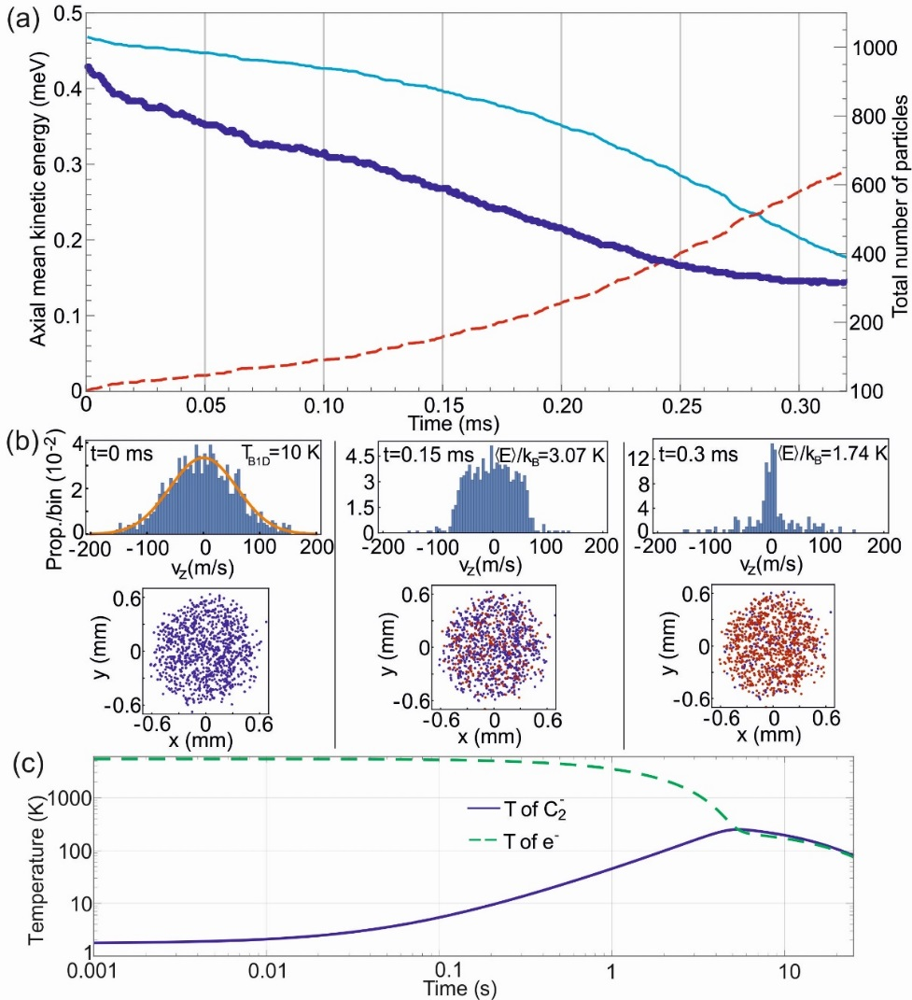 (a)
0.5
0.4
0.3
0.2
0.1
0
Axial mean kinetic energy (meV)
1000
800
600
400
200
100
Total number of particles
0 0.05 0.10 0.15 0.20 0.25 0.30
Time (ms)
(b)
Prop./bin (10⁻²)
4
2
0
t=0 ms T_B1D=10 K
-200 -100 0 100 200
v_z(m/s)
4.5
3
1.5
0
t=0.15 ms ⟨E⟩/k_B=3.07 K
-200 -100 0 100 200
v_z(m/s)
12
8
4
0
t=0.3 ms ⟨E⟩/k_B=1.74 K
-200 -100 0 100 200
v_z(m/s)
y (mm)
0.6
0
-0.6
-0.6 0 0.6
x (mm)
y (mm)
0.6
0
-0.6
-0.6 0 0.6
x (mm)
y (mm)
0.6
0
-0.6
-0.6 0 0.6
x (mm)
(c)
Temperature (K)
1000
100
10
1
T of C₂⁻
T of e⁻
0.001 0.01 0.1 1 10
Time (s)